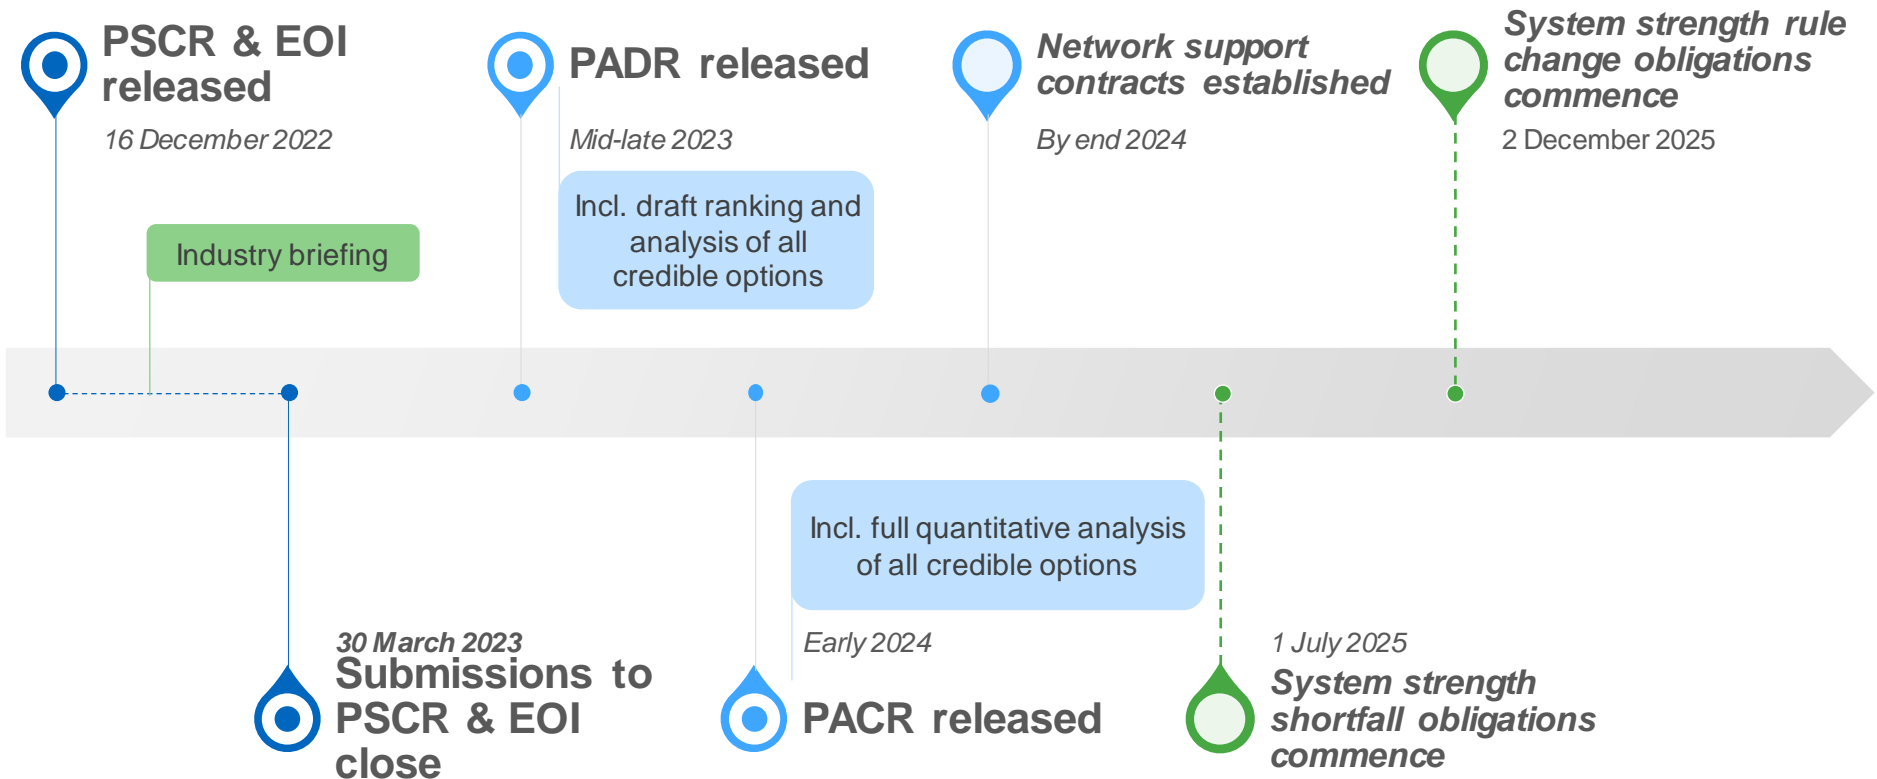 PSCR & EOI
released
16 December 2022
PADR released
Mid-late 2023
Network support
contracts established
By end 2024
System strength rule
change obligations
commence
2 December 2025
Industry briefing
Incl. draft ranking and
analysis of all
credible options
Incl. full quantitative analysis
of all credible options
30 March 2023
Submissions to
PSCR & EOI
close
Early 2024
PACR released
1 July 2025
System strength
shortfall obligations
commence